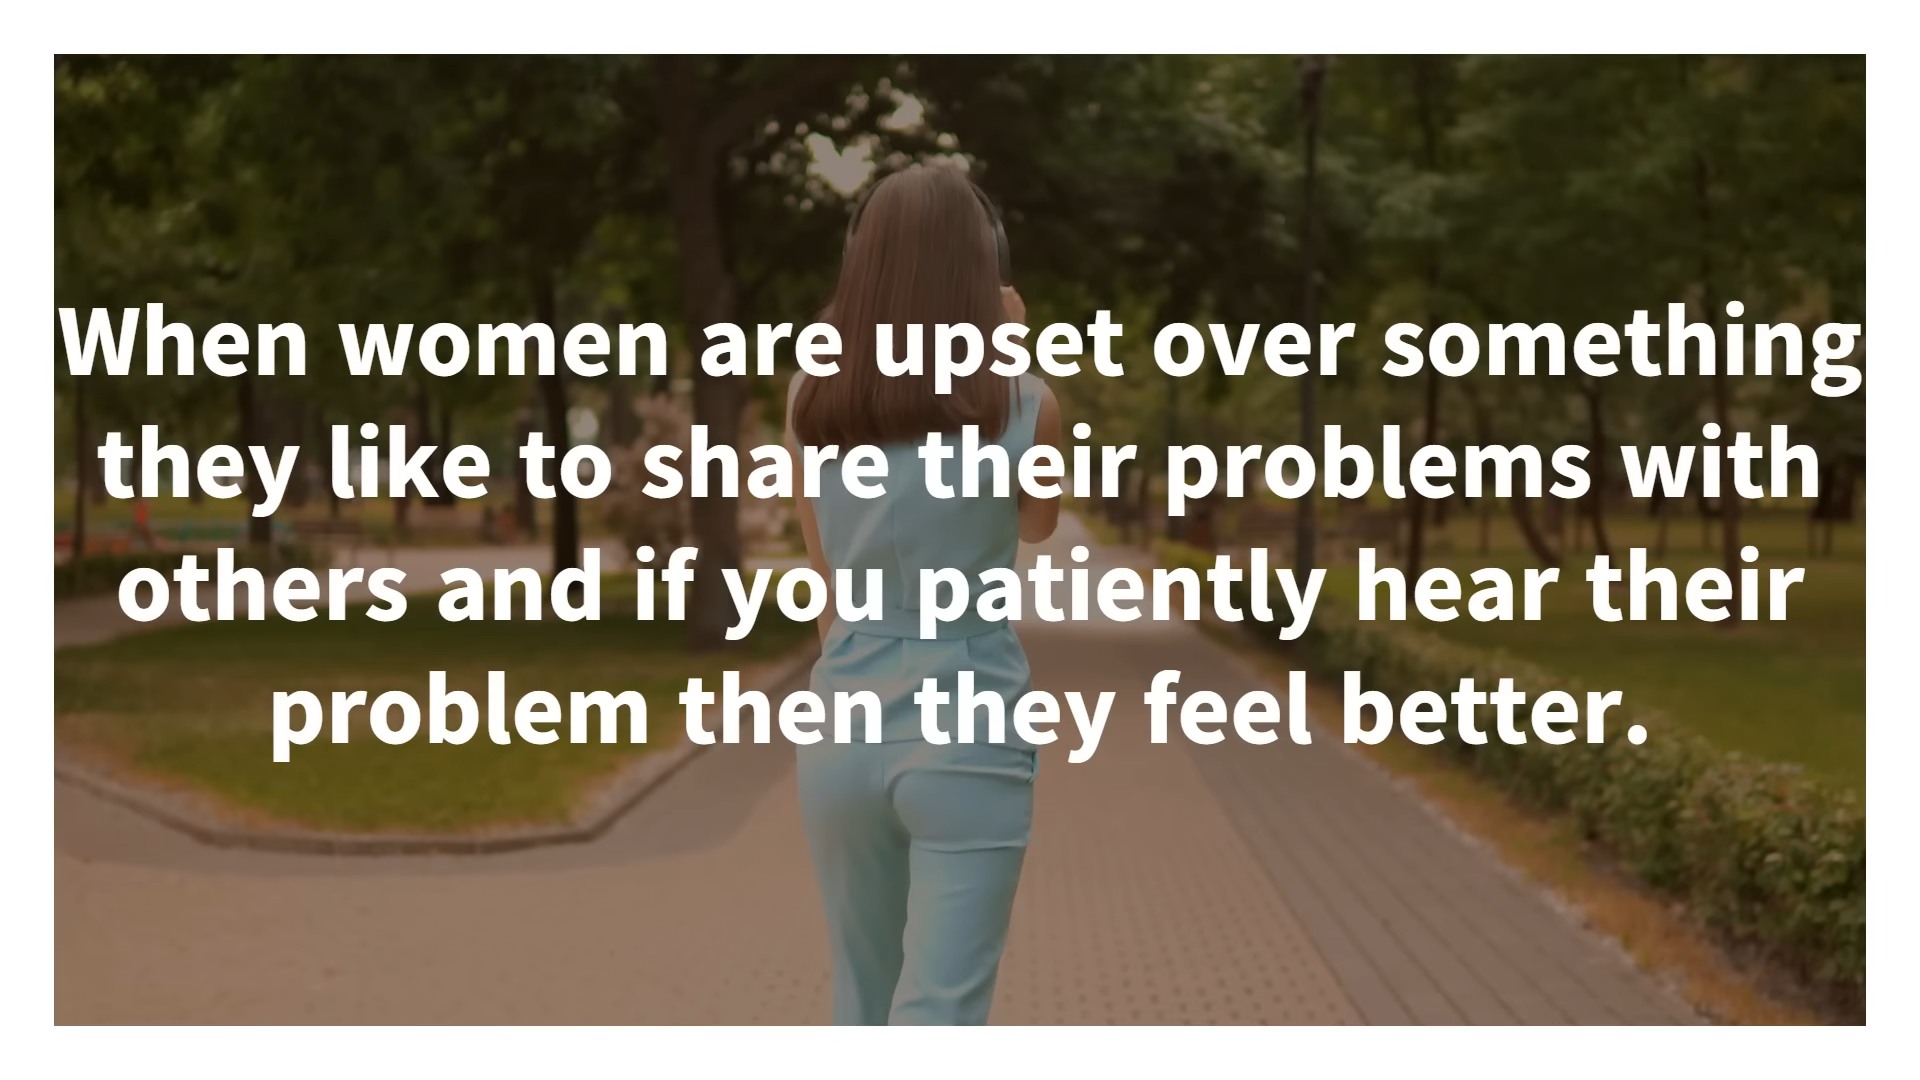 When women are upset over something
they like to share their problems with
others and if you patiently hear their
problem then they feel better.